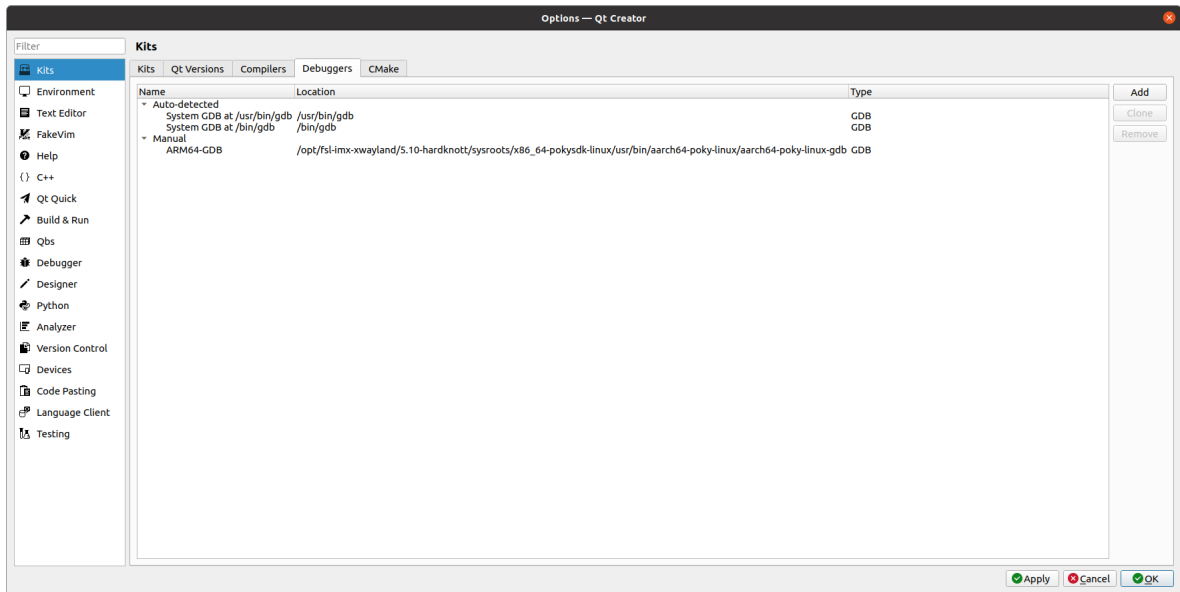 Options — Qt Creator
Filter
Kits
Environment
Text Editor
FakeVim
Help
{} C++
Qt Quick
Build & Run
Qbs
Debugger
Designer
Python
Analyzer
Version Control
Devices
Code Pasting
Language Client
Testing
Kits
Kits Qt Versions Compilers Debuggers CMake
Name Location Type
Auto-detected
System GDB at /usr/bin/gdb /usr/bin/gdb GDB
System GDB at /bin/gdb /bin/gdb GDB
Manual
ARM64-GDB /opt/fsl-imx-xwayland/5.10-hardknott/sysroots/x86_64-pokysdk-linux/usr/bin/aarch64-poky-linux/aarch64-poky-linux-gdb GDB
Add
Clone
Remove
Apply Cancel OK